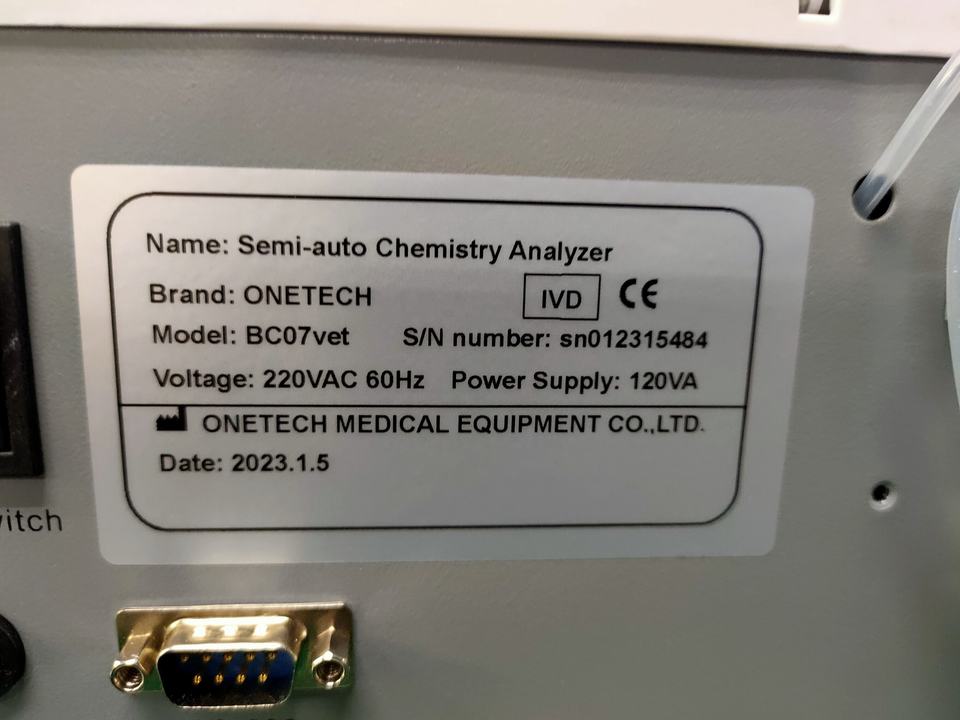 Name: Semi-auto Chemistry Analyzer
Brand: ONETECH IVD CE
Model: BC07vet S/N number: sn012315484
Voltage: 220VAC 60Hz Power Supply: 120VA
ONETECH MEDICAL EQUIPMENT CO.,LTD.
Date: 2023.1.5